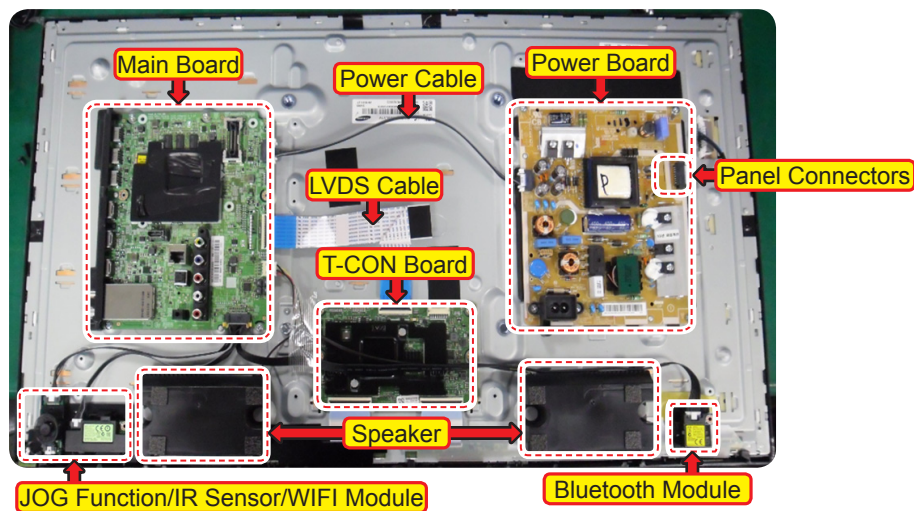 Main Board
Power Cable
Power Board
Panel Connectors
LVDS Cable
T-CON Board
Speaker
JOG Function/IR Sensor/WIFI Module
Bluetooth Module